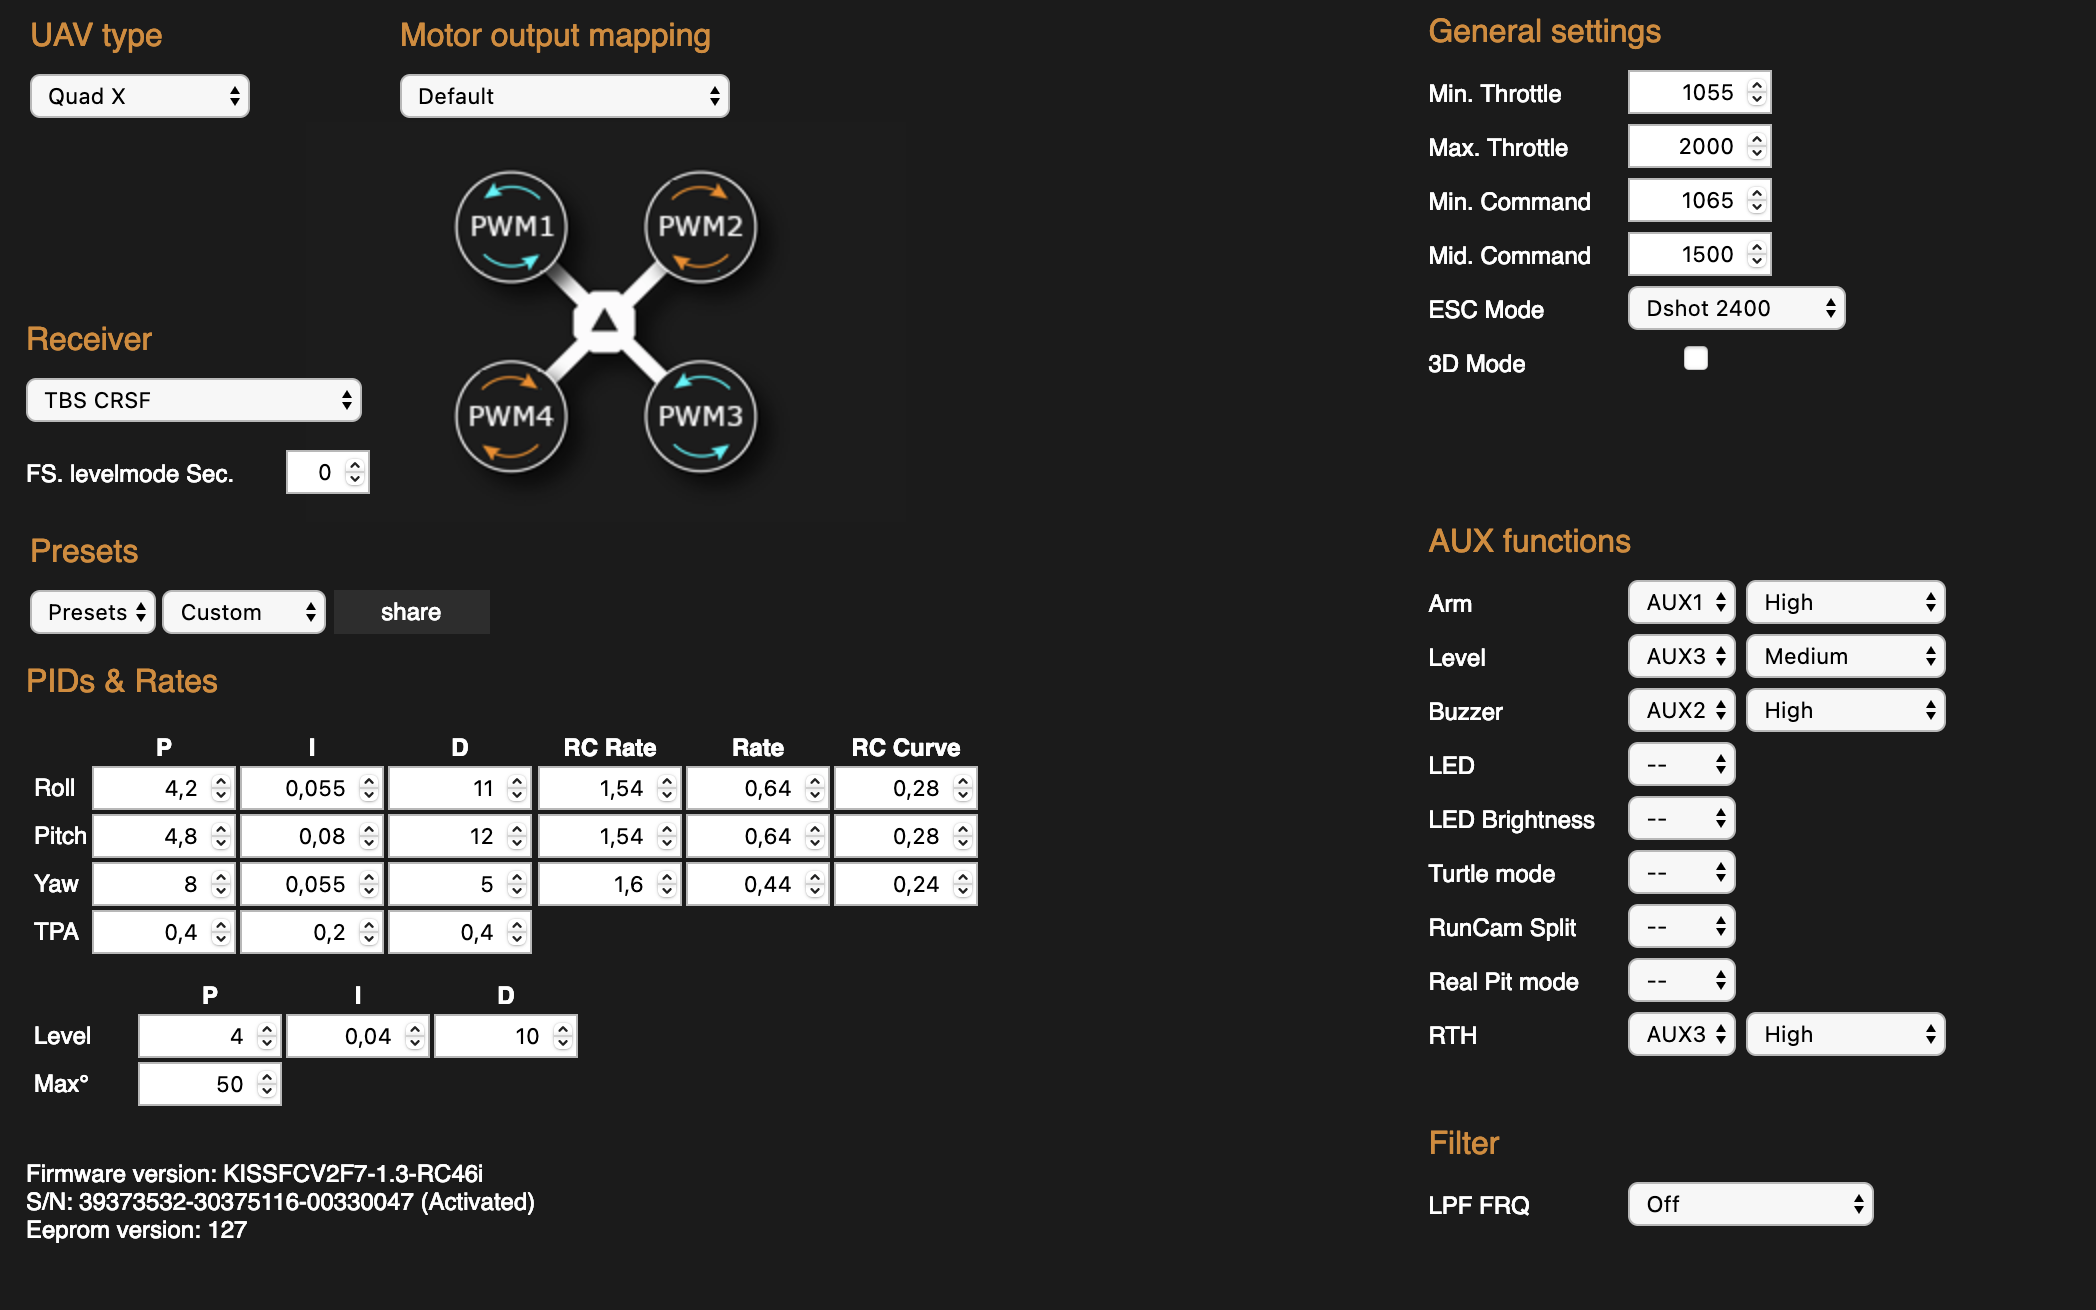 UAV type
Quad X
Motor output mapping
Default
PWM1
PWM2
PWM4
PWM3
Receiver
TBS CRSF
FS. levelmode Sec. 0
Presets
Presets Custom share
PIDs & Rates
P I D RC Rate Rate RC Curve
Roll 4,2 0,055 11 1,54 0,64 0,28
Pitch 4,8 0,08 12 1,54 0,64 0,28
Yaw 8 0,055 5 1,6 0,44 0,24
TPA 0,4 0,2 0,4
P I D
Level 4 0,04 10
Max° 50
Firmware version: KISSFCV2F7-1.3-RC46i
S/N: 39373532-30375116-00330047 (Activated)
Eeprom version: 127
General settings
Min. Throttle 1055
Max. Throttle 2000
Min. Command 1065
Mid. Command 1500
ESC Mode Dshot 2400
3D Mode
AUX functions
Arm AUX1 High
Level AUX3 Medium
Buzzer AUX2 High
LED --
LED Brightness --
Turtle mode --
RunCam Split --
Real Pit mode --
RTH AUX3 High
Filter
LPF FRQ Off